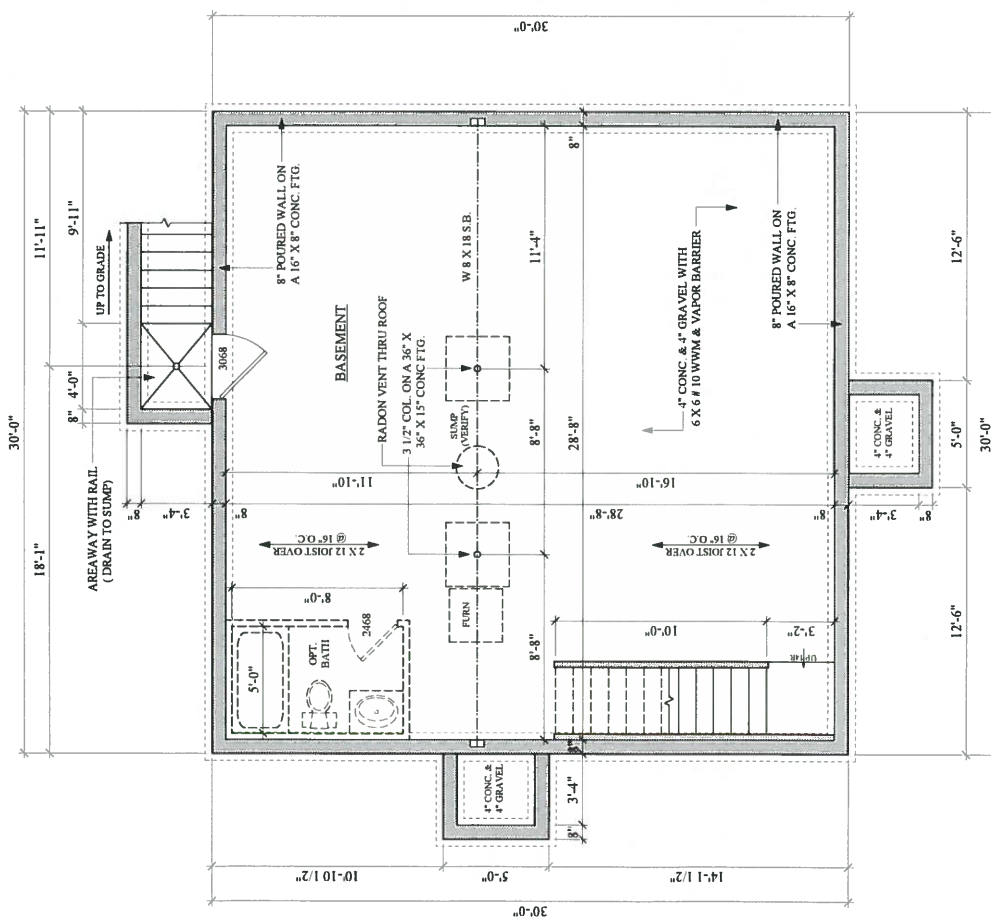 30'-0"
30'-0"
11'-11"
18'-1"
9'-11"
4'-0"
8"
UP TO GRADE
AREAWAY WITH RAIL
( DRAIN TO SUMP)
8"
3'-4"
8"
3068
8" POURED WALL ON
A 16" X 8" CONC. FTG.
BASEMENT
RADON VENT THRU ROOF
3 1/2" COL. ON A 36" X
36" X 15" CONC FTG.
SUMP
(VERIFY)
W 8 X 18 S.B.
11'-4"
8'-8"
8'-8"
8"
28'-8"
8"
11'-10"
16'-10"
28'-8"
8"
4" CONC. & 4" GRAVEL WITH
6 X 6 # 10 WWM & VAPOR BARRIER
8" POURED WALL ON
A 16" X 8" CONC. FTG.
2 X 12 JOIST OVER
@ 16" O.C.
2 X 12 JOIST OVER
@ 16" O.C.
8'-0"
2468
OPT.
BATH
5'-0"
FURN
10'-0"
3'-2"
UP 14R
4" CONC. &
4" GRAVEL
3'-4"
8"
4" CONC. &
4" GRAVEL
3'-4"
8"
12'-6"
5'-0"
12'-6"
30'-0"
10'-10 1/2"
5'-0"
14'-1 1/2"
30'-0"